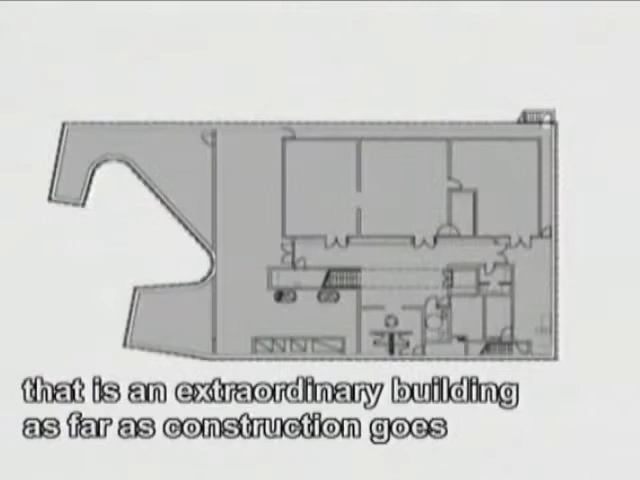 that is an extraordinary building
as far as construction goes